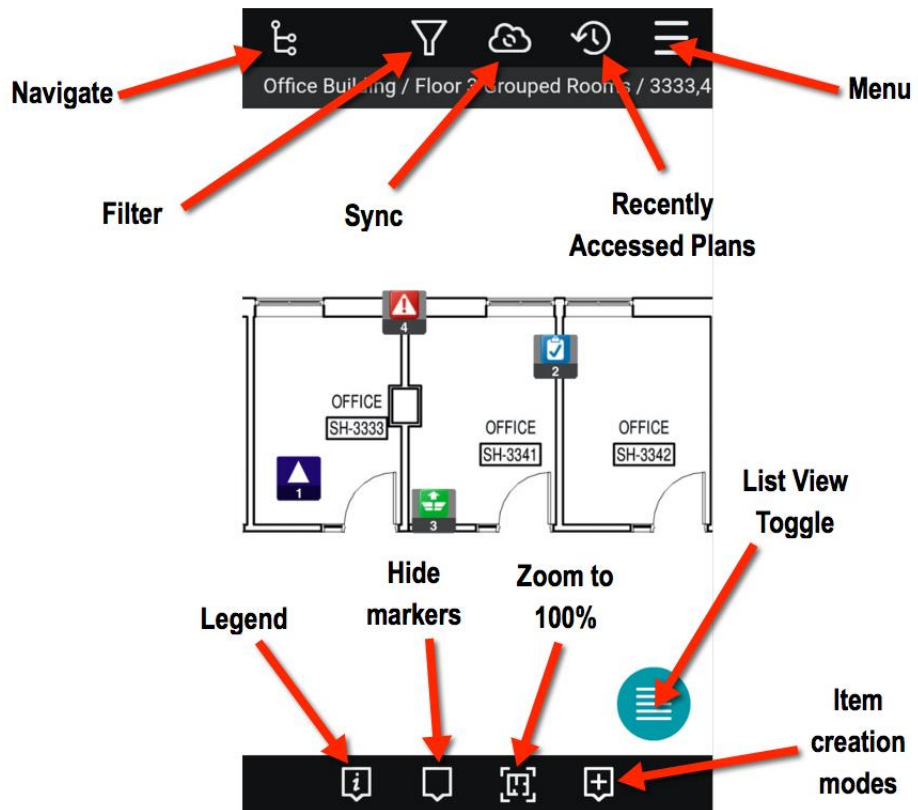 Navigate
Office Building / Floor 3 Grouped Rooms / 3333,4
Menu
Filter
Sync
Recently
Accessed Plans
4
2
OFFICE
SH-3333
OFFICE
SH-3341
OFFICE
SH-3342
1
3
List View
Toggle
Hide
markers
Zoom to
100%
Legend
Item
creation
modes
i